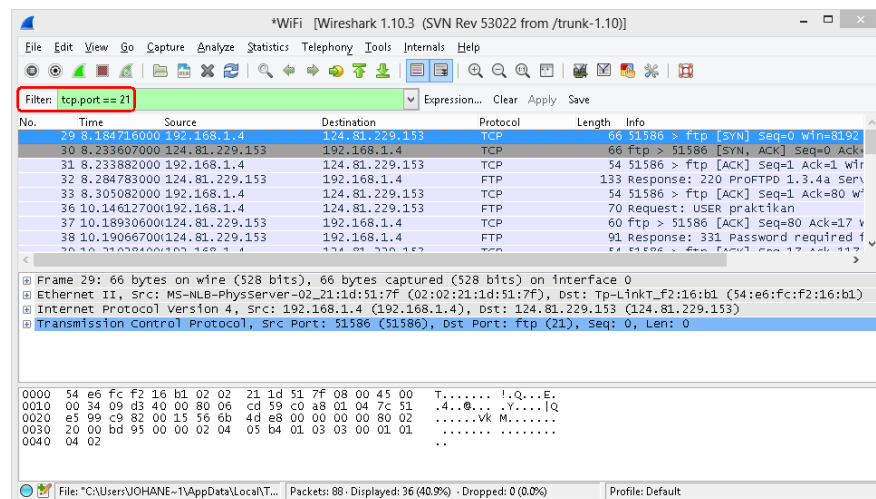 *WiFi [Wireshark 1.10.3 (SVN Rev 53022 from /trunk-1.10)]
File Edit View Go Capture Analyze Statistics Telephony Tools Internals Help
Filter: tcp.port == 21 Expression... Clear Apply Save
No. Time Source Destination Protocol Length Info
29 8.184716000 192.168.1.4 124.81.229.153 TCP 66 51586 > ftp [SYN] Seq=0 Win=8192
30 8.233607000 124.81.229.153 192.168.1.4 TCP 66 ftp > 51586 [SYN, ACK] Seq=0 Ack
31 8.233882000 192.168.1.4 124.81.229.153 TCP 54 51586 > ftp [ACK] Seq=1 Ack=1 Wir
32 8.284783000 124.81.229.153 192.168.1.4 FTP 133 Response: 220 ProFTPD 1.3.4a Serv
33 8.305082000 192.168.1.4 124.81.229.153 TCP 54 51586 > ftp [ACK] Seq=1 Ack=80 W
36 10.14612700(192.168.1.4 124.81.229.153 FTP 70 Request: USER praktikan
37 10.18930600(124.81.229.153 192.168.1.4 TCP 60 ftp > 51586 [ACK] Seq=80 Ack=17 W
38 10.19066700(124.81.229.153 192.168.1.4 FTP 91 Response: 331 Password required f
Frame 29: 66 bytes on wire (528 bits), 66 bytes captured (528 bits) on interface 0
Ethernet II, Src: MS-NLB-PhysServer-02_21:1d:51:7f (02:02:21:1d:51:7f), Dst: Tp-LinkT_f2:16:b1 (54:e6:fc:f2:16:b1)
Internet Protocol Version 4, Src: 192.168.1.4 (192.168.1.4), Dst: 124.81.229.153 (124.81.229.153)
Transmission Control Protocol, Src Port: 51586 (51586), Dst Port: ftp (21), Seq: 0, Len: 0
0000 54 e6 fc f2 16 b1 02 02 21 1d 51 7f 08 00 45 00 T....... !.Q...E.
0010 00 34 09 d3 40 00 80 06 cd 59 c0 a8 01 04 7c 51 .4..@... .Y....|Q
0020 e5 99 c9 82 00 15 56 6b 4d e8 00 00 00 00 80 02 ......Vk M.......
0030 20 00 bd 95 00 00 02 04 05 b4 01 03 03 00 01 01 ....... ........
0040 04 02 ..
File: "C:\Users\JOHANE~1\AppData\Local\T... Packets: 88 · Displayed: 36 (40.9%) · Dropped: 0 (0.0%) Profile: Default